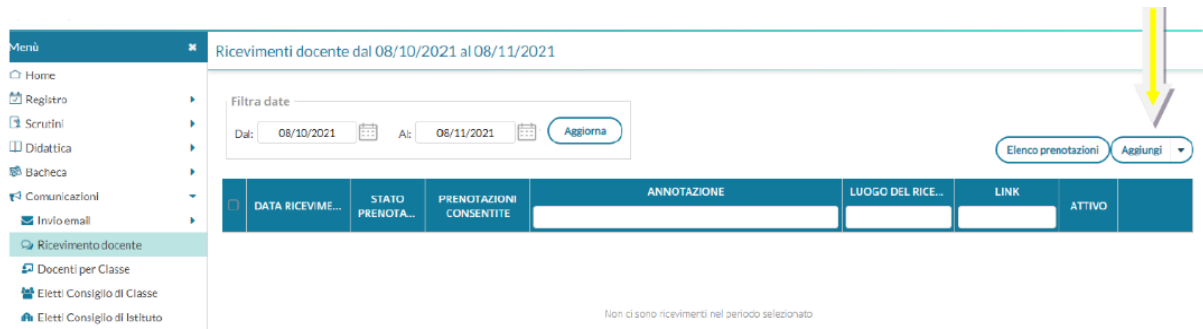 Menù
Ricevimenti docente dal 08/10/2021 al 08/11/2021
Home
Registro
Scrutini
Didattica
Bacheca
Comunicazioni
Invio email
Ricevimento docente
Docenti per Classe
Eletti Consiglio di Classe
Eletti Consiglio di Istituto
Filtra date
Dal: 08/10/2021 Al: 08/11/2021 Aggiorna
Elenco prenotazioni Aggiungi
DATA RICEVIME... STATO PRENOTA... PRENOTAZIONI CONSENTITE ANNOTAZIONE LUOGO DEL RICE... LINK ATTIVO
Non ci sono ricevimenti nel periodo selezionato